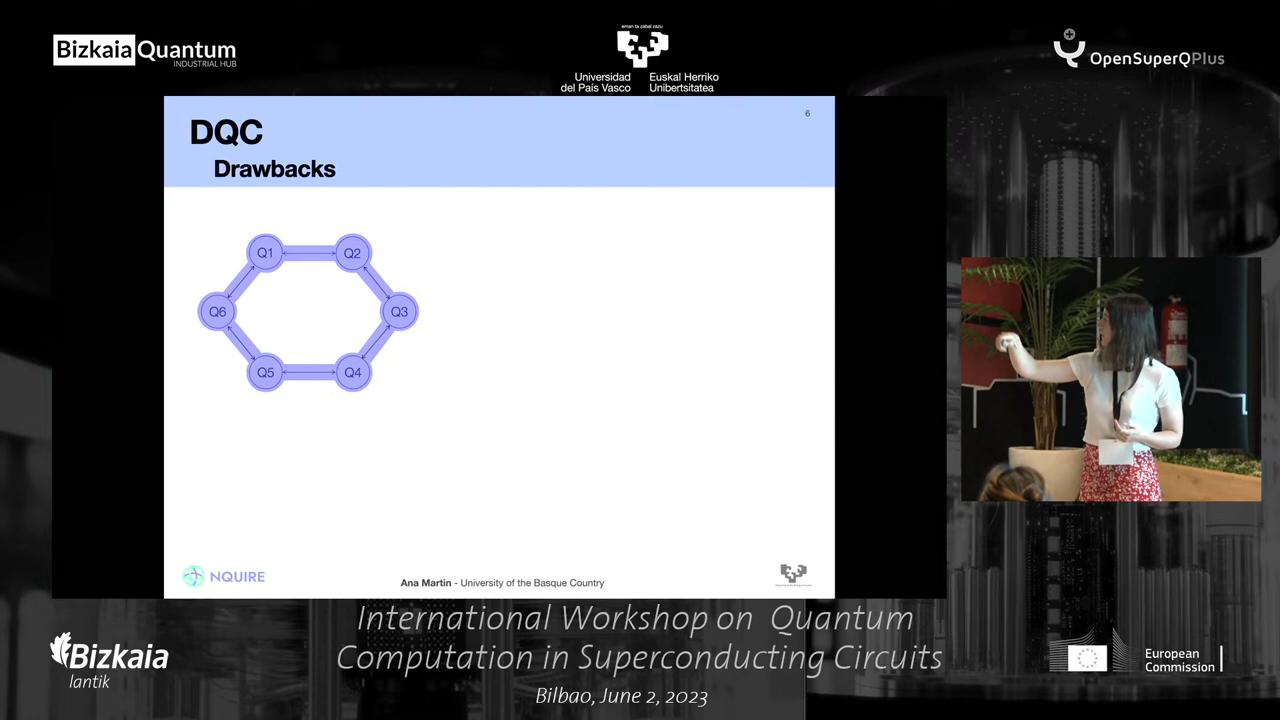 Bizkaia Quantum
INDUSTRIAL HUB
eman ta zabal zazu
Universidad
del País Vasco
Euskal Herriko
Unibertsitatea
OpenSuperQPlus
6
DQC
Drawbacks
Q1
Q2
Q6
Q3
Q5
Q4
NQUIRE
Ana Martin - University of the Basque Country
International Workshop on Quantum
Computation in Superconducting Circuits
Bilbao, June 2, 2023
Bizkaia
lantik
European
Commission